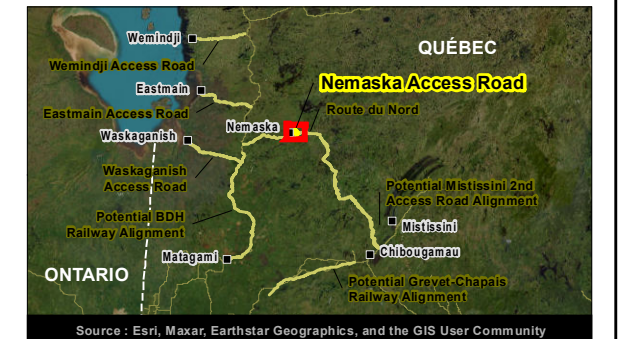 Wemindji
QUÉBEC
Wemindji Access Road
Nemaska Access Road
Eastmain
Route du Nord
Eastmain Access Road
Nemaska
Waskaganish
Waskaganish
Access Road
Potential Mistissini 2nd
Access Road Alignment
Potential BDH
Railway Alignment
Mistissini
Matagami
Chibougamau
ONTARIO
Potential Grevet-Chapais
Railway Alignment
Source : Esri, Maxar, Earthstar Geographics, and the GIS User Community